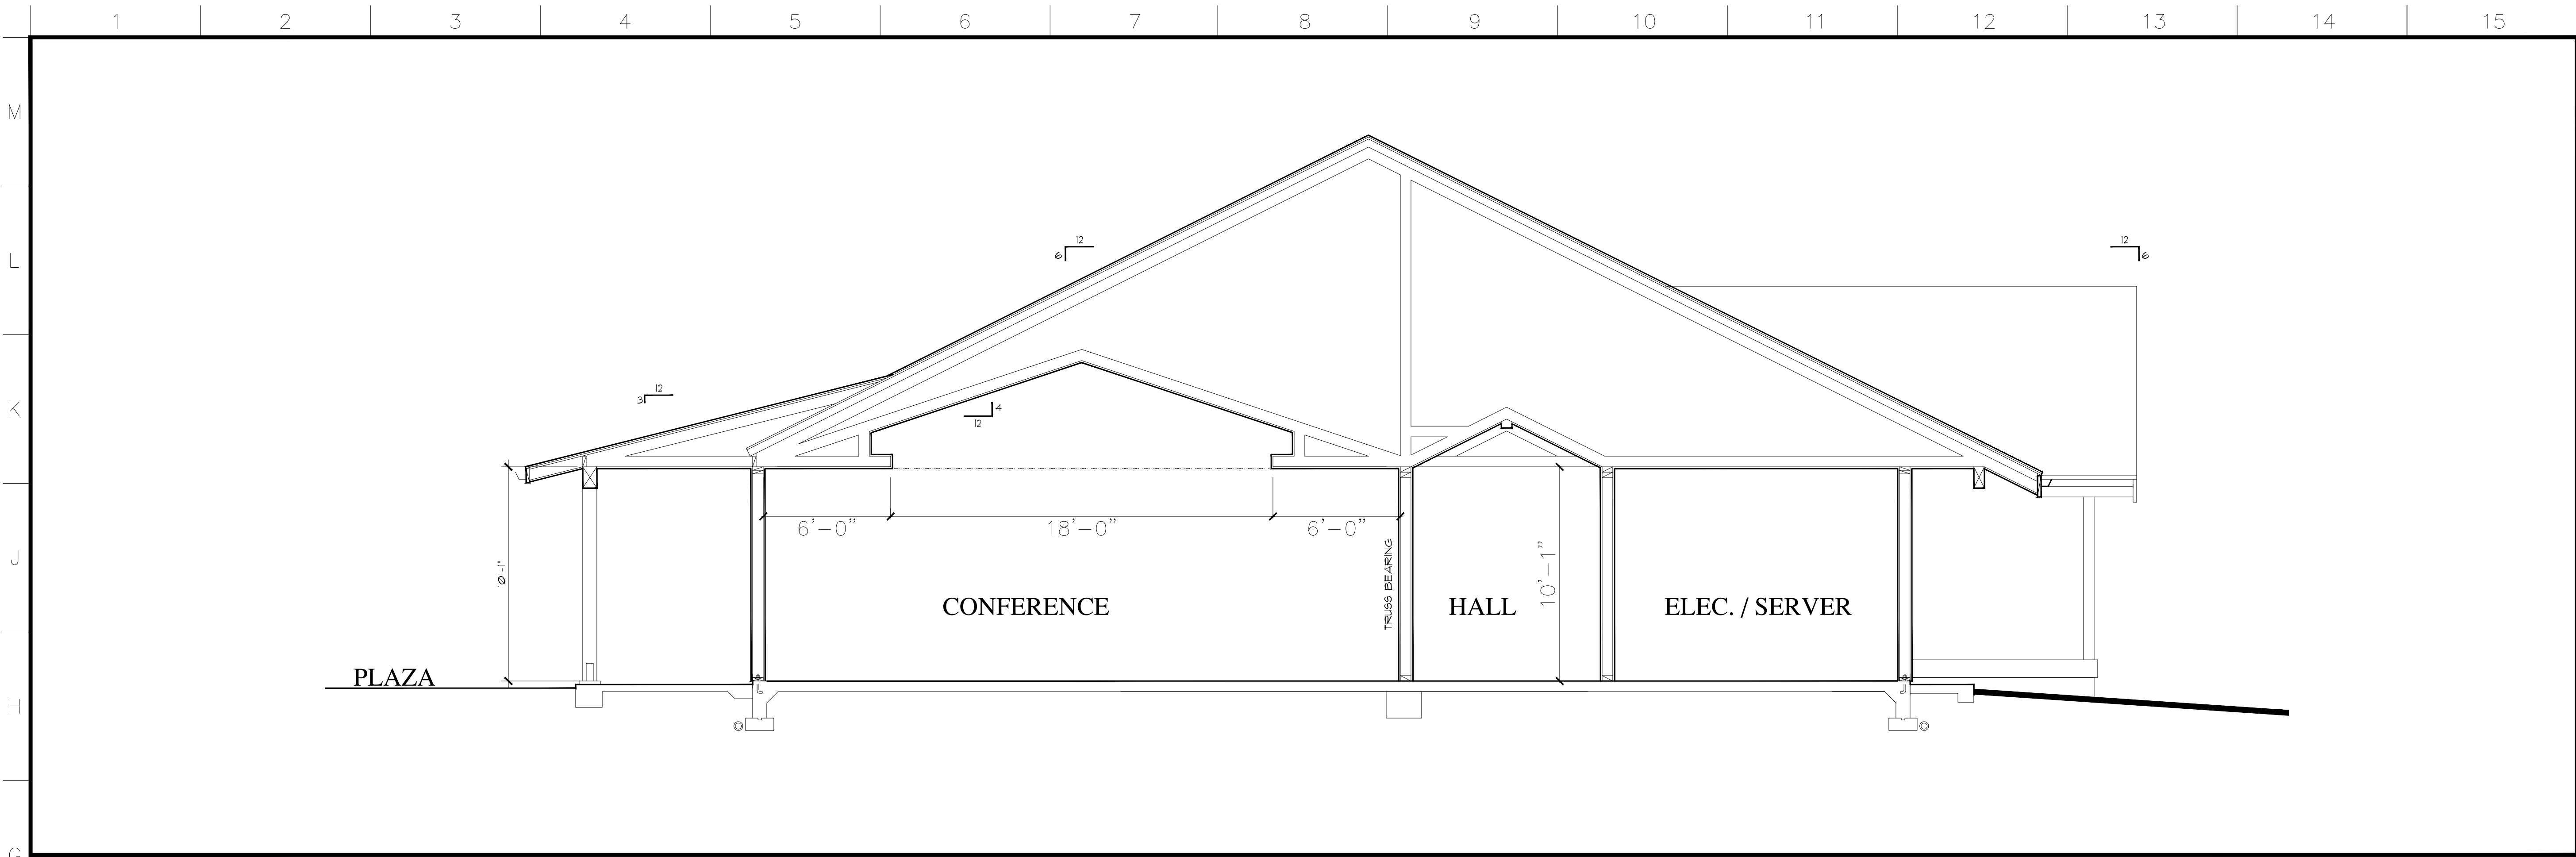 1 2 3 4 5 6 7 8 9 10 11 12 13 14 15
M
L
K
J
H
G
12
6
12
6
12
3
4
12
6'-0" 18'-0" 6'-0"
10'-1"
TRUSS BEARING
10'-1"
CONFERENCE HALL ELEC. / SERVER
PLAZA